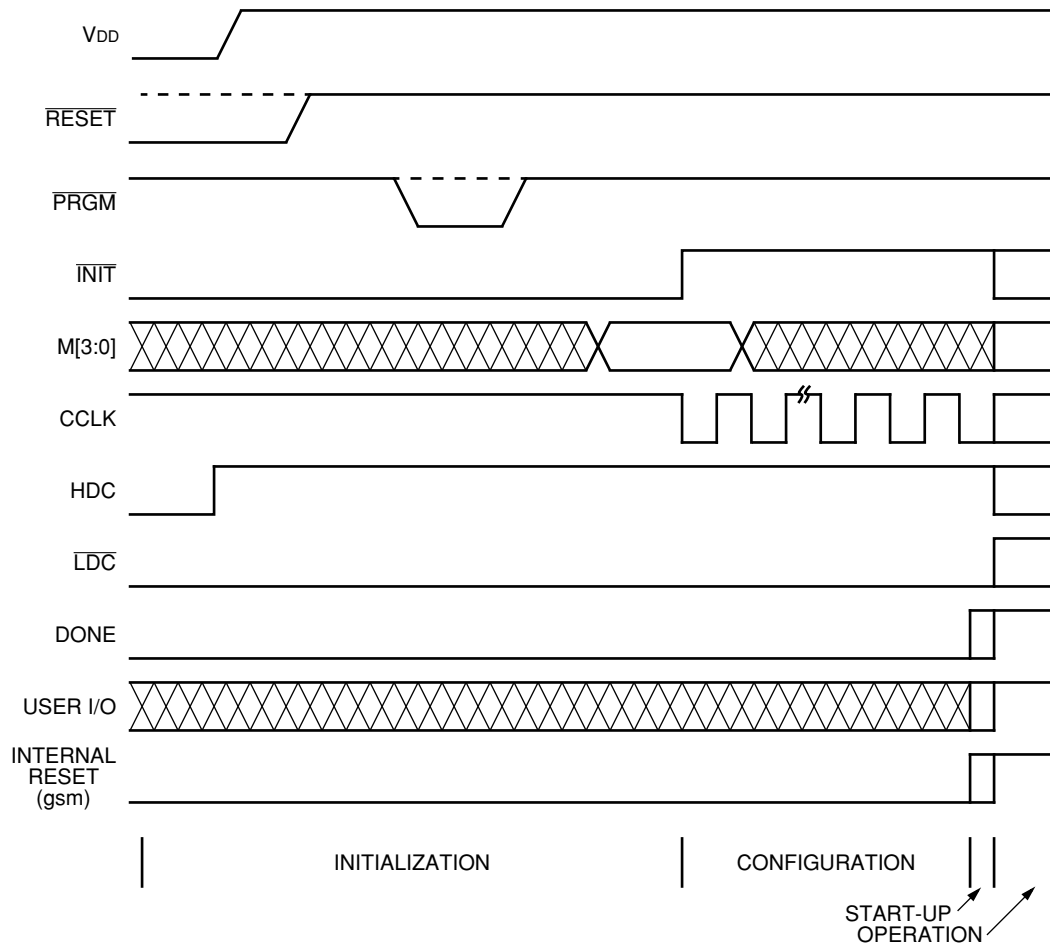 VDD
RESET
PRGM
INIT
M[3:0]
CCLK
HDC
LDC
DONE
USER I/O
INTERNAL
RESET
(gsm)
INITIALIZATION
CONFIGURATION
START-UP
OPERATION